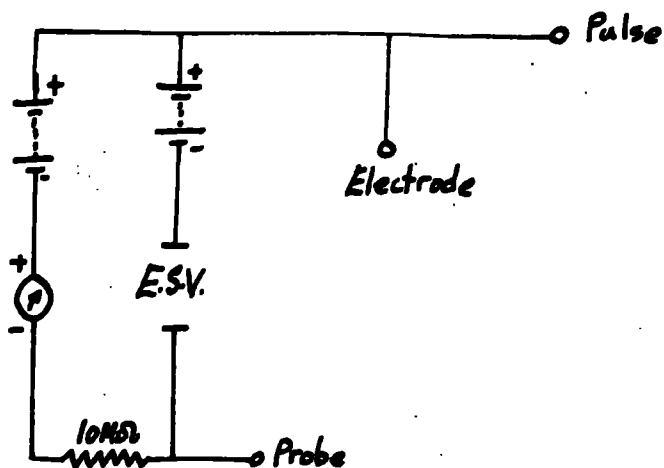 Pulse
+
+
-
-
Electrode
+
E.S.V.
-
10MΩ
Probe